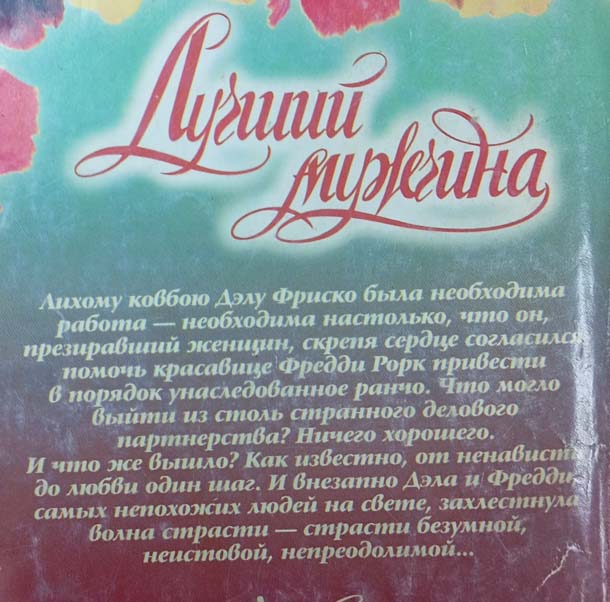 Лучший
мужчина
Лихому ковбою Дэлу Фриско была необходима
работа — необходима настолько, что он,
презиравший женщин, скрепя сердце согласился
помочь красавице Фредди Рорк привести
в порядок унаследованное ранчо. Что могло
выйти из столь странного делового
партнерства? Ничего хорошего.
И что же вышло? Как известно, от ненависти
до любви один шаг. И внезапно Дэла и Фредди,
самых непохожих людей на свете, захлестнула
волна страсти — страсти безумной,
неистовой, непреодолимой...